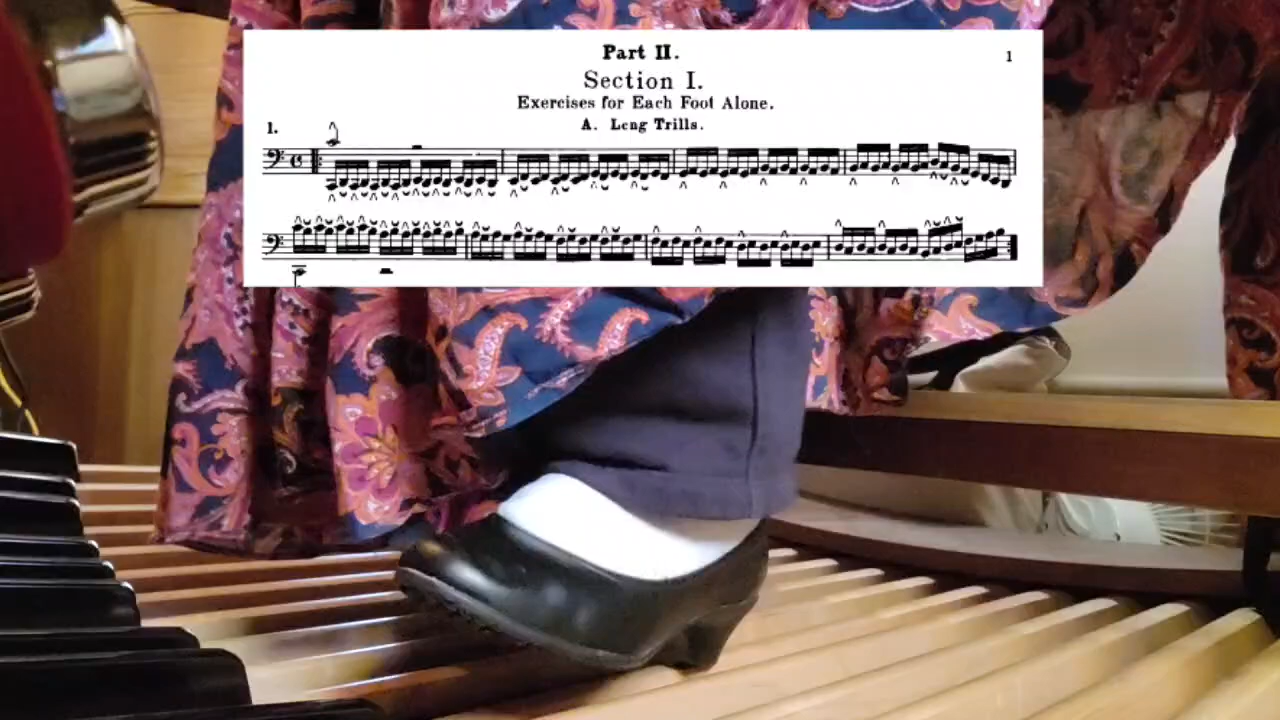 Part II.
1
Section I.
Exercises for Each Foot Alone.
A. Long Trills.
1.